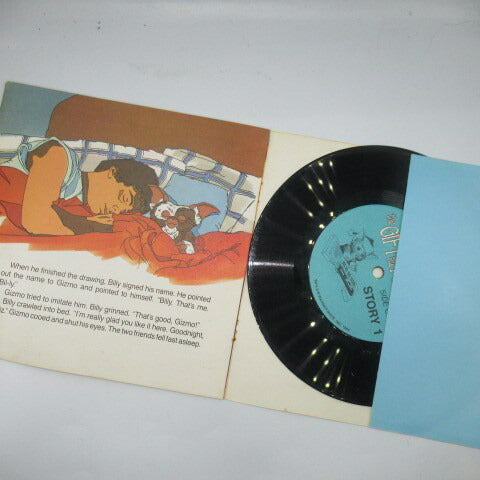 When he finished the drawing, Billy signed his name. He pointed
out the name to Gizmo and pointed to himself. "Billy. That's me.
Bil-ly."
Gizmo tried to imitate him. Billy grinned. "That's good, Gizmo!"
Billy crawled into bed. "I'm really glad you like it here. Goodnight,
Gizmo cooed and shut his eyes. The two friends fell fast asleep.
THE GIFT
SIDE
STORY 1